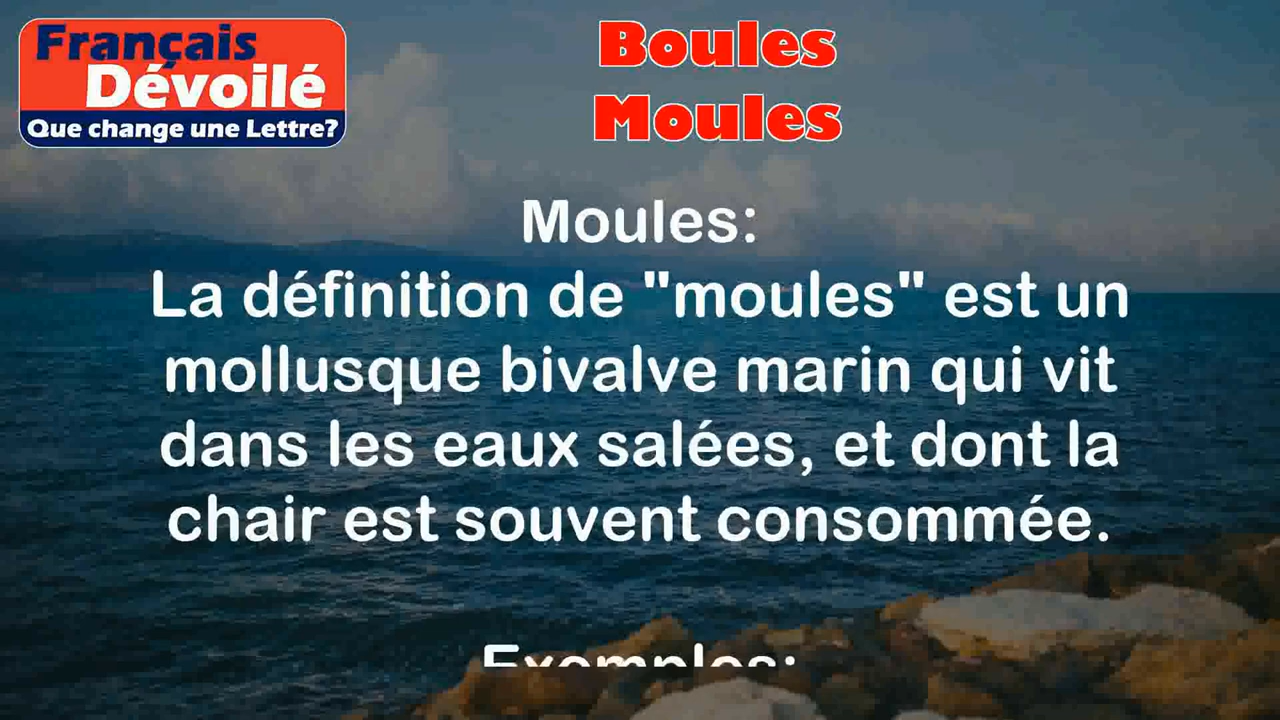 Français
Dévoilé
Que change une Lettre?
Boules
Moules
Moules:
La définition de "moules" est un
mollusque bivalve marin qui vit
dans les eaux salées, et dont la
chair est souvent consommée.
Exemples: